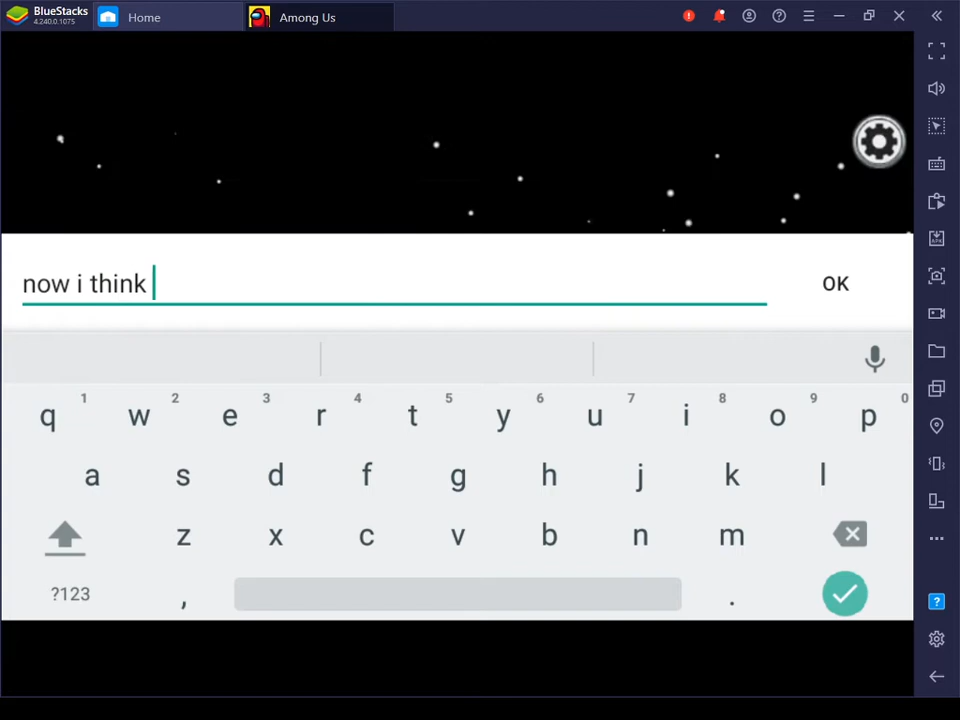 BlueStacks
4.240.0.1075
Home
Among Us
now i think
OK
1 2 3 4 5 6 7 8 9 0
q w e r t y u i o p
a s d f g h j k l
z x c v b n m
?123 , .